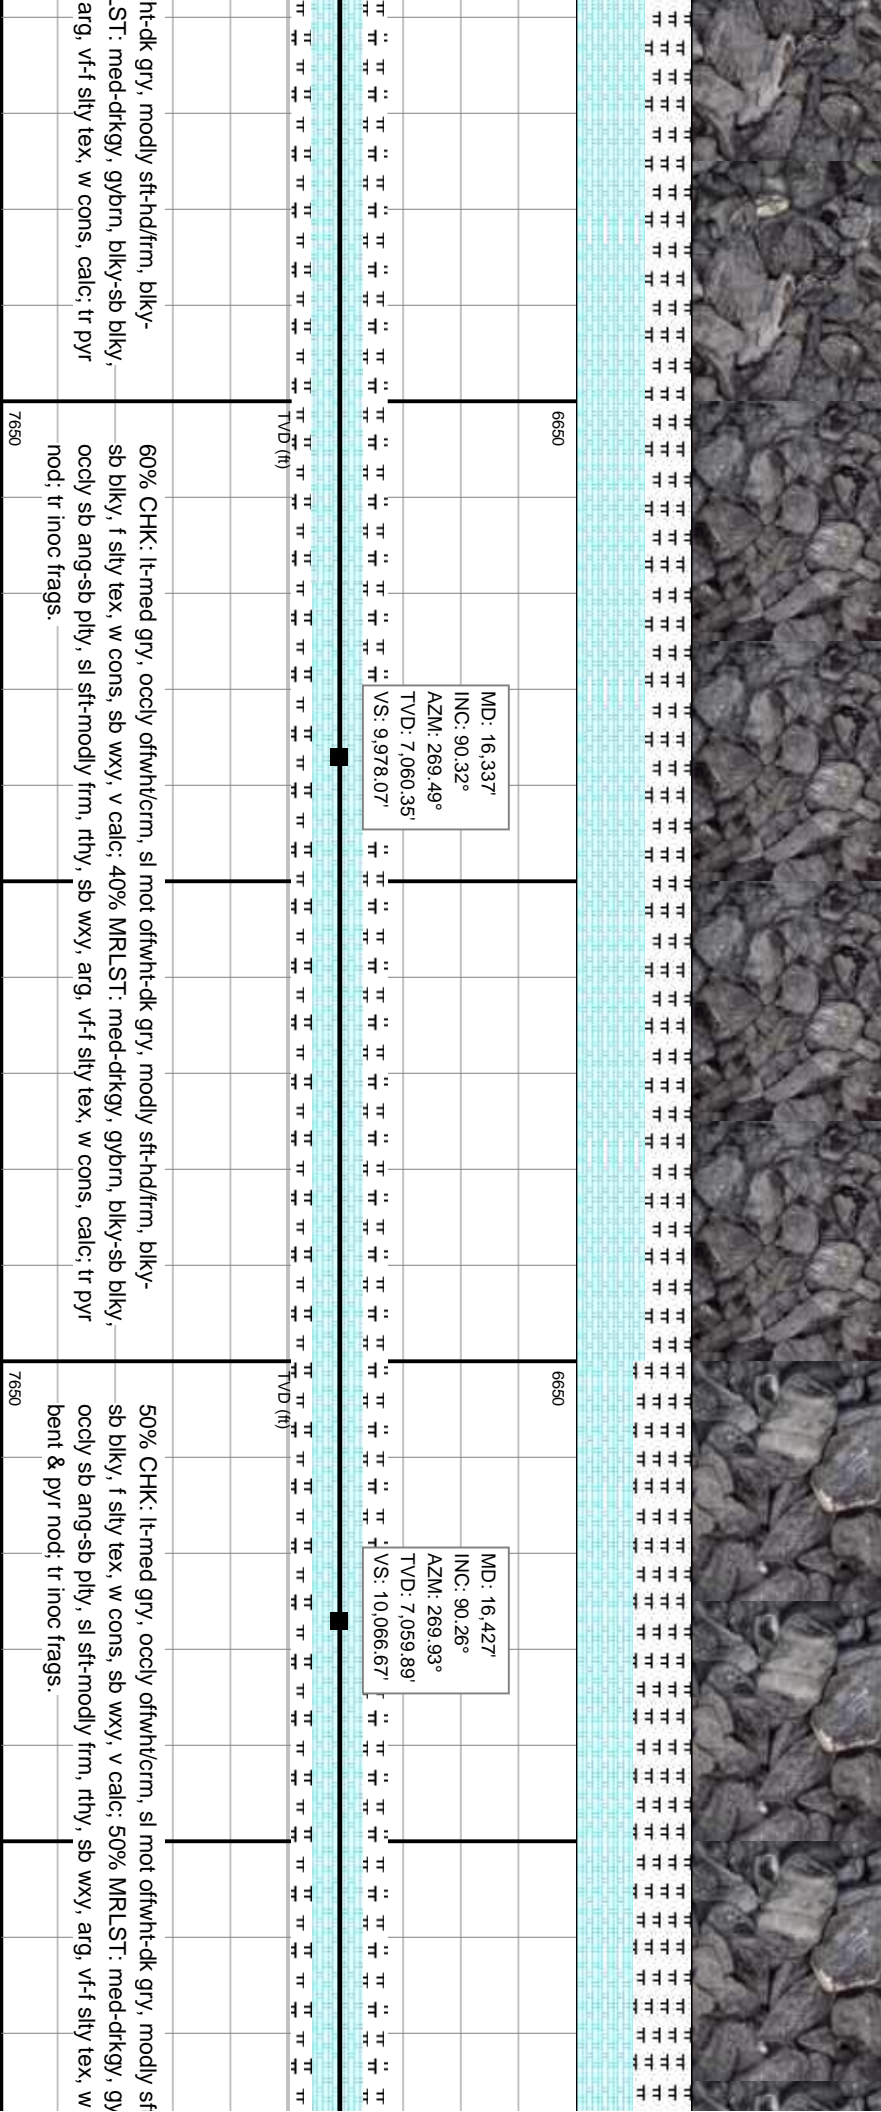 ht-dk gry, modly sft-hd/frm, blky-
ST: med-drkgy, gybrn, blky-sb blky,
arg, vf-f slty tex, w cons, calc; tr pyr
6650
TVD (ft)
7650
60% CHK: lt-med gry, occly offwht/crm, sl mot offwht-dk gry, modly sft-hd/frm, blky-
sb blky, f slty tex, w cons, sb wxy, v calc; 40% MRLST: med-drkgy, gybrn, blky-sb blky,
occly sb ang-sb plty, sl sft-modly frm, rthy, sb wxy, arg, vf-f slty tex, w cons, calc; tr pyr
nod; tr inoc frags.
MD: 16,337'
INC: 90.32°
AZM: 269.49°
TVD: 7,060.35'
VS: 9,978.07'
6650
TVD (ft)
7650
50% CHK: lt-med gry, occly offwht/crm, sl mot offwht-dk gry, modly sf
sb blky, f slty tex, w cons, sb wxy, v calc; 50% MRLST: med-drkgy, gy
occly sb ang-sb plty, sl sft-modly frm, rthy, sb wxy, arg, vf-f slty tex, w
bent & pyr nod; tr inoc frags.
MD: 16,427'
INC: 90.26°
AZM: 269.93°
TVD: 7,059.89'
VS: 10,066.67'